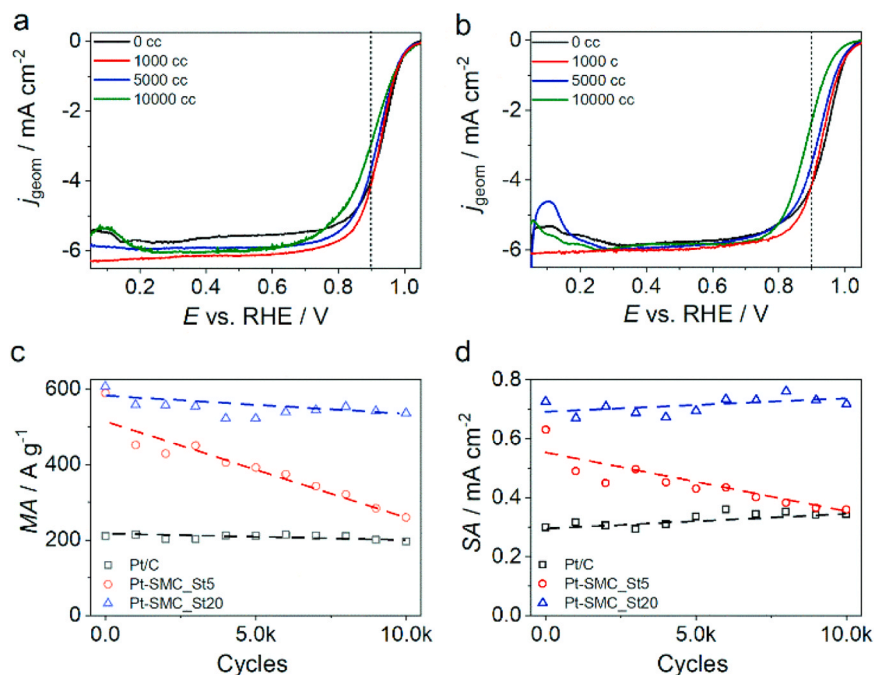 a
0 cc
1000 cc
5000 cc
10000 cc
0
-2
-4
-6
j geom / mA cm-2
0.2 0.4 0.6 0.8 1.0
E vs. RHE / V
b
0 cc
1000 c
5000 cc
10000 cc
0
-2
-4
-6
j geom / mA cm-2
0.2 0.4 0.6 0.8 1.0
E vs. RHE / V
c
600
400
200
0
MA / A g-1
Pt/C
Pt-SMC_St5
Pt-SMC_St20
0.0 5.0k 10.0k
Cycles
d
0.8
0.6
0.4
0.2
0.0
SA / mA cm-2
Pt/C
Pt-SMC_St5
Pt-SMC_St20
0.0 5.0k 10.0k
Cycles